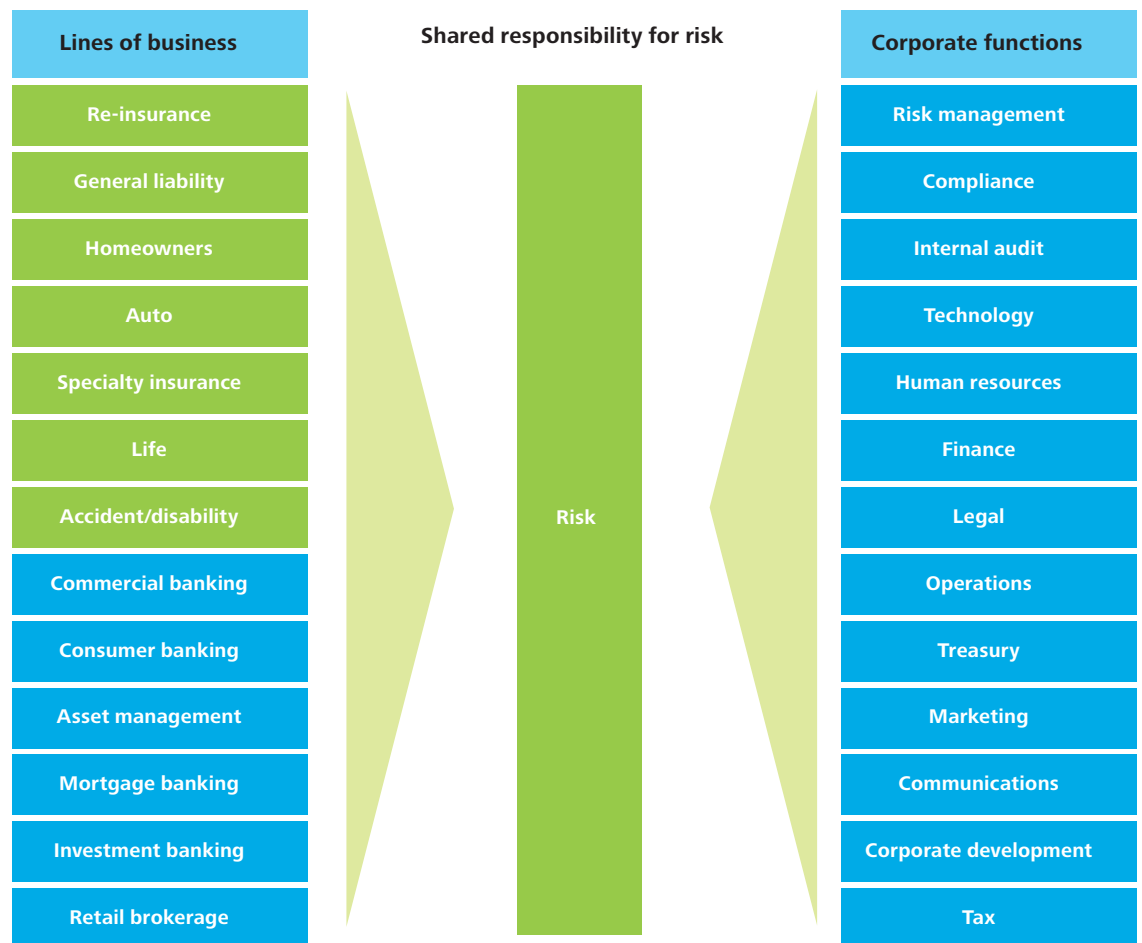 Lines of business
Shared responsibility for risk
Corporate functions
Re-insurance
General liability
Homeowners
Auto
Specialty insurance
Life
Accident/disability
Commercial banking
Consumer banking
Asset management
Mortgage banking
Investment banking
Retail brokerage
Risk
Risk management
Compliance
Internal audit
Technology
Human resources
Finance
Legal
Operations
Treasury
Marketing
Communications
Corporate development
Tax